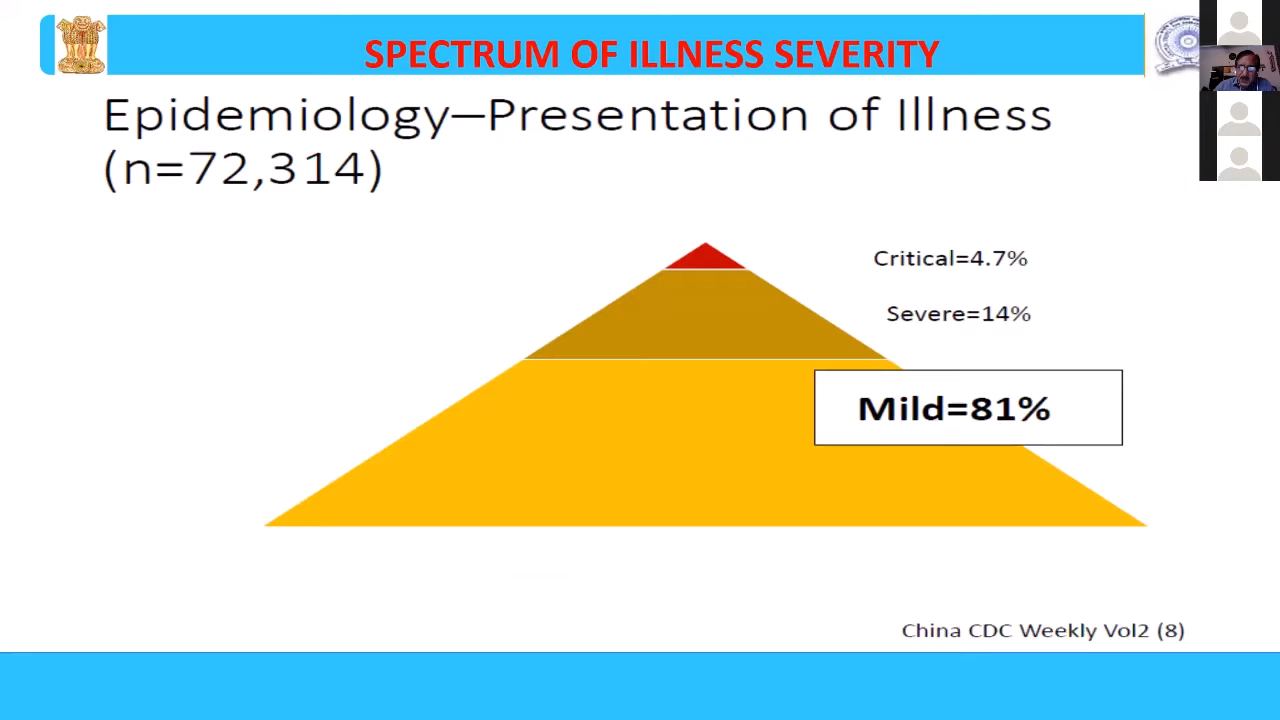 SPECTRUM OF ILLNESS SEVERITY
Epidemiology–Presentation of Illness
(n=72,314)
Critical=4.7%
Severe=14%
Mild=81%
China CDC Weekly Vol2 (8)